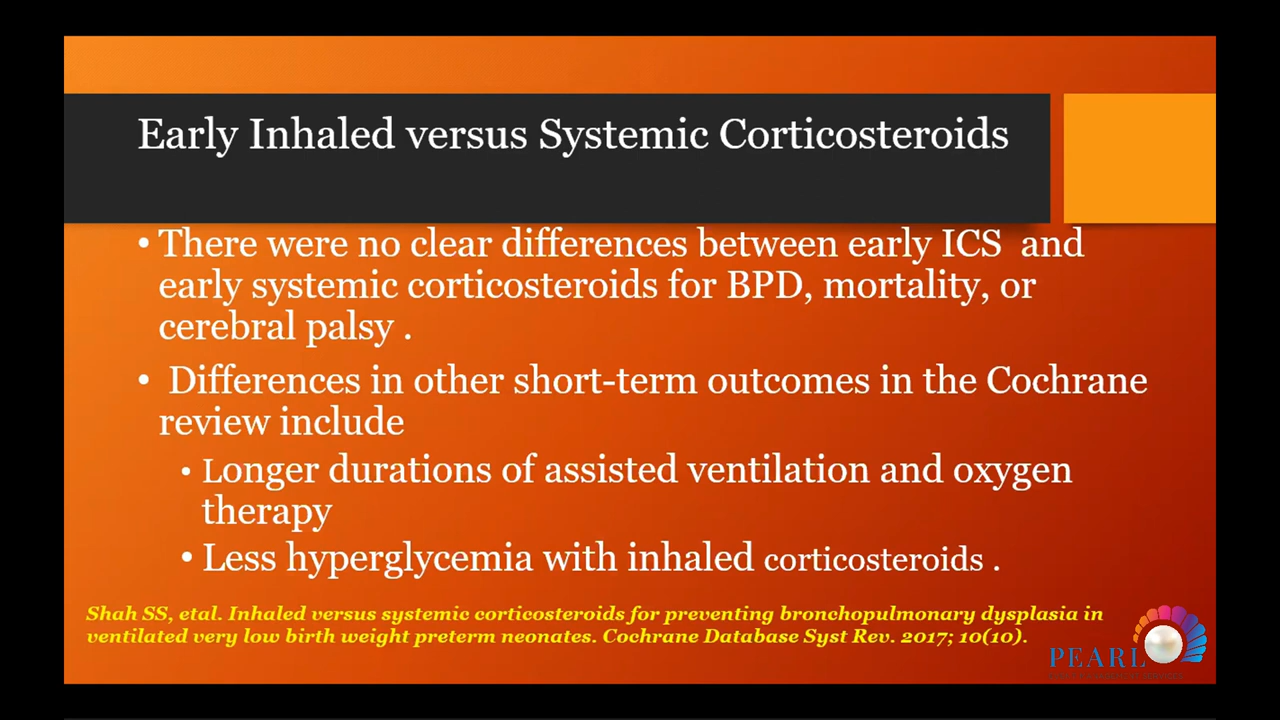 Early Inhaled versus Systemic Corticosteroids
• There were no clear differences between early ICS and
early systemic corticosteroids for BPD, mortality, or
cerebral palsy .
• Differences in other short-term outcomes in the Cochrane
review include
• Longer durations of assisted ventilation and oxygen
therapy
• Less hyperglycemia with inhaled corticosteroids .
Shah SS, etal. Inhaled versus systemic corticosteroids for preventing bronchopulmonary dysplasia in
ventilated very low birth weight preterm neonates. Cochrane Database Syst Rev. 2017; 10(10).
PEARL